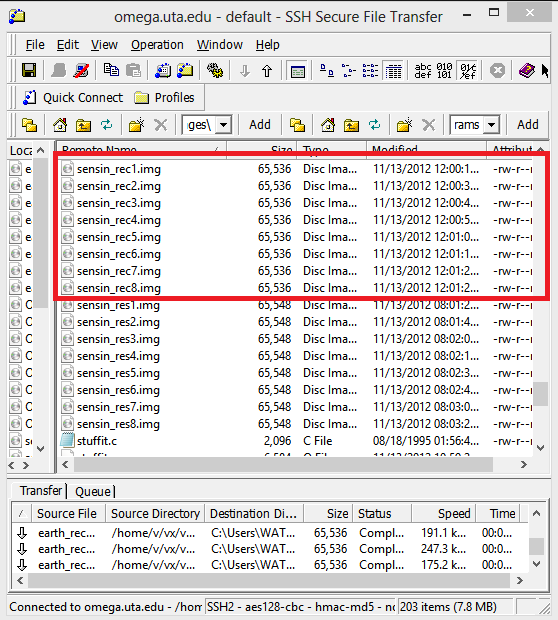 omega.uta.edu - default - SSH Secure File Transfer
File Edit View Operation Window Help
abc def 010 101 01c /6f
Quick Connect Profiles
ges\ Add rams Add
Loca Remote Name / Size Type Modified Attribut
e sensin_rec1.img 65,536 Disc Ima... 11/13/2012 12:00:1... -rw-r--r
e sensin_rec2.img 65,536 Disc Ima... 11/13/2012 12:00:3... -rw-r--r
e sensin_rec3.img 65,536 Disc Ima... 11/13/2012 12:00:4... -rw-r--r
e sensin_rec4.img 65,536 Disc Ima... 11/13/2012 12:00:5... -rw-r--r
e sensin_rec5.img 65,536 Disc Ima... 11/13/2012 12:01:0... -rw-r--r
e sensin_rec6.img 65,536 Disc Ima... 11/13/2012 12:01:1... -rw-r--r
e sensin_rec7.img 65,536 Disc Ima... 11/13/2012 12:01:2... -rw-r--r
e sensin_rec8.img 65,536 Disc Ima... 11/13/2012 12:01:2... -rw-r--r
O sensin_res1.img 65,548 Disc Ima... 11/13/2012 08:01:2... -rw-r--r
O sensin_res2.img 65,548 Disc Ima... 11/13/2012 08:01:4... -rw-r--r
O sensin_res3.img 65,548 Disc Ima... 11/13/2012 08:02:0... -rw-r--r
O sensin_res4.img 65,548 Disc Ima... 11/13/2012 08:02:1... -rw-r--r
O sensin_res5.img 65,548 Disc Ima... 11/13/2012 08:02:3... -rw-r--r
O sensin_res6.img 65,548 Disc Ima... 11/13/2012 08:02:4... -rw-r--r
O sensin_res7.img 65,548 Disc Ima... 11/13/2012 08:03:0... -rw-r--r
O sensin_res8.img 65,548 Disc Ima... 11/13/2012 08:03:2... -rw-r--r
se stuffit.c 2,096 C File 08/18/1995 01:56:4... -rw-r--r
Transfer Queue
/ Source File Source Directory Destination Di... Size Status Speed Time
earth_rec... /home/v/vx/v... C:\Users\WAT... 65,536 Compl... 191.1 k... 00:0...
earth_rec... /home/v/vx/v... C:\Users\WAT... 65,536 Compl... 247.3 k... 00:0...
earth_rec... /home/v/vx/v... C:\Users\WAT... 65,536 Compl... 175.2 k... 00:0...
Connected to omega.uta.edu - /hom SSH2 - aes128-cbc - hmac-md5 - no 203 items (7.8 MB)